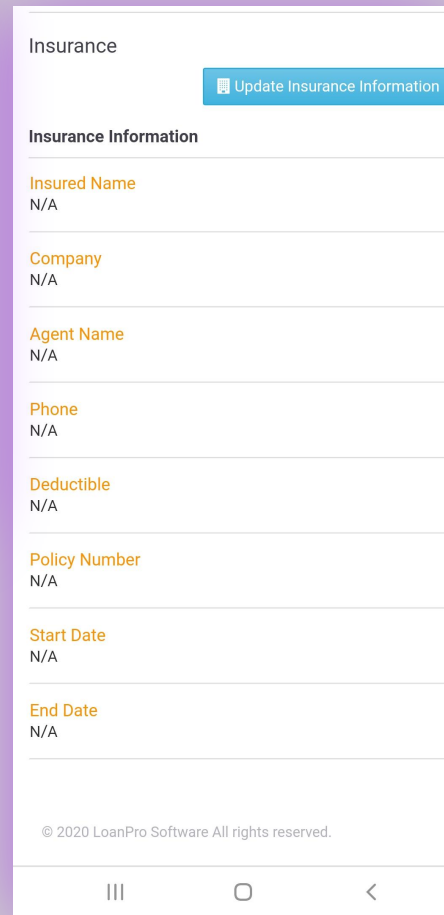 Insurance
Update Insurance Information
Insurance Information
Insured Name
N/A
Company
N/A
Agent Name
N/A
Phone
N/A
Deductible
N/A
Policy Number
N/A
Start Date
N/A
End Date
N/A
© 2020 LoanPro Software All rights reserved.